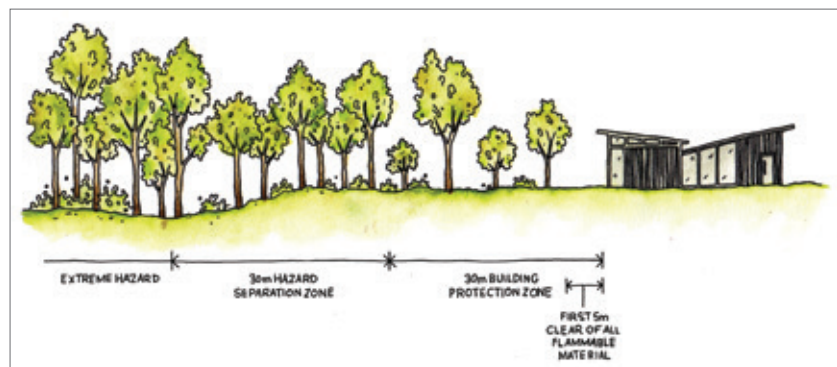 EXTREME HAZARD
30m HAZARD
SEPARATION ZONE
30m BUILDING
PROTECTION ZONE
FIRST 5m
CLEAR OF ALL
FLAMMABLE
MATERIAL